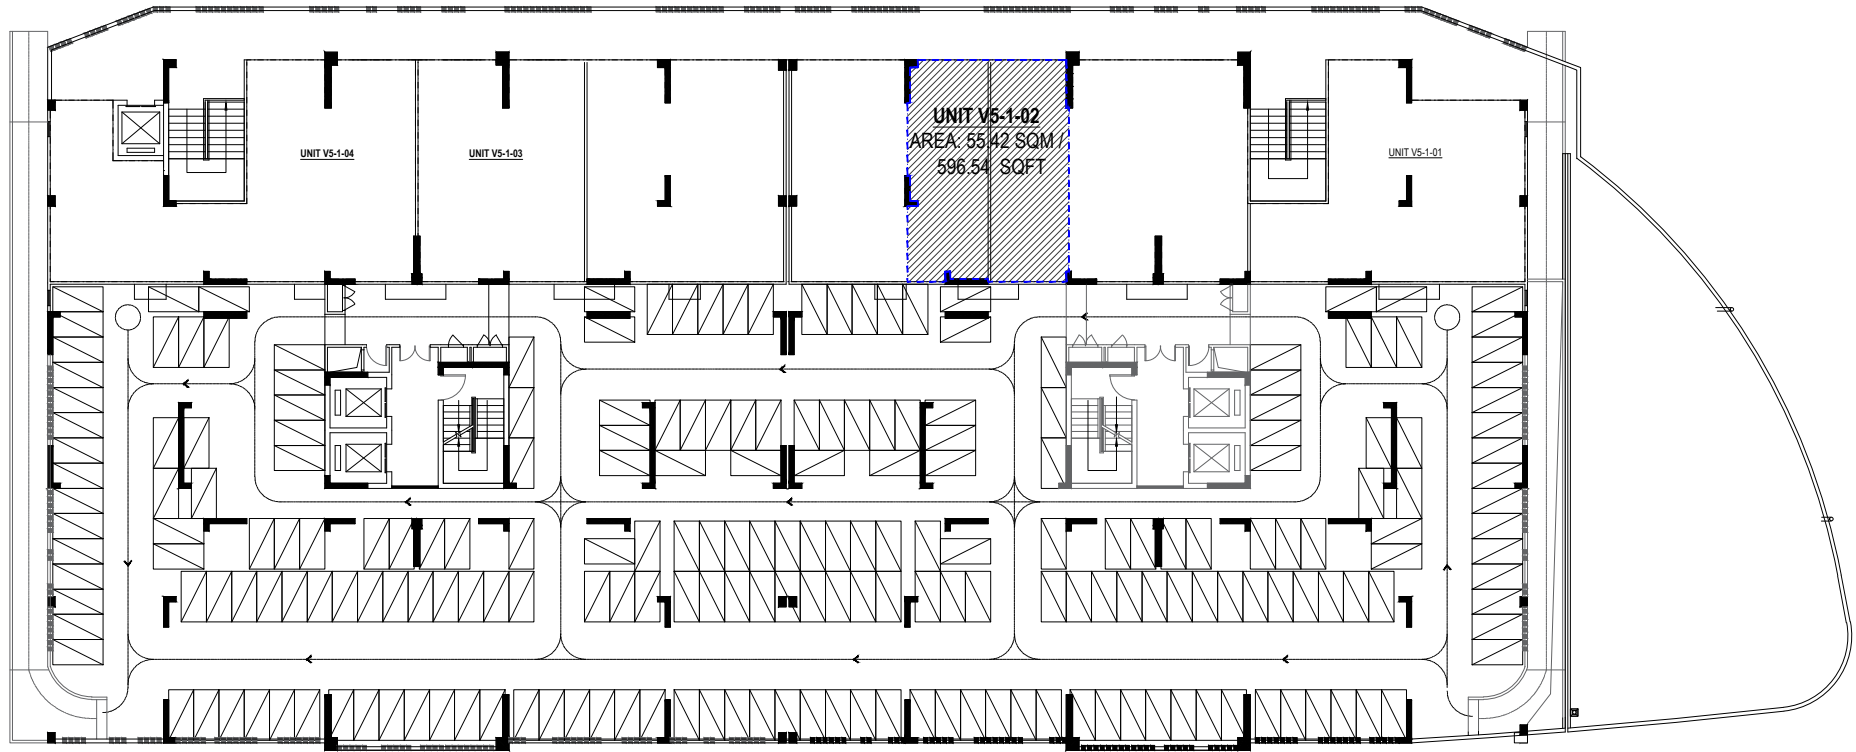 UNIT V5-1-02
AREA: 55.42 SQM /
596.54 SQFT
UNIT V5-1-04
UNIT V5-1-03
UNIT V5-1-01